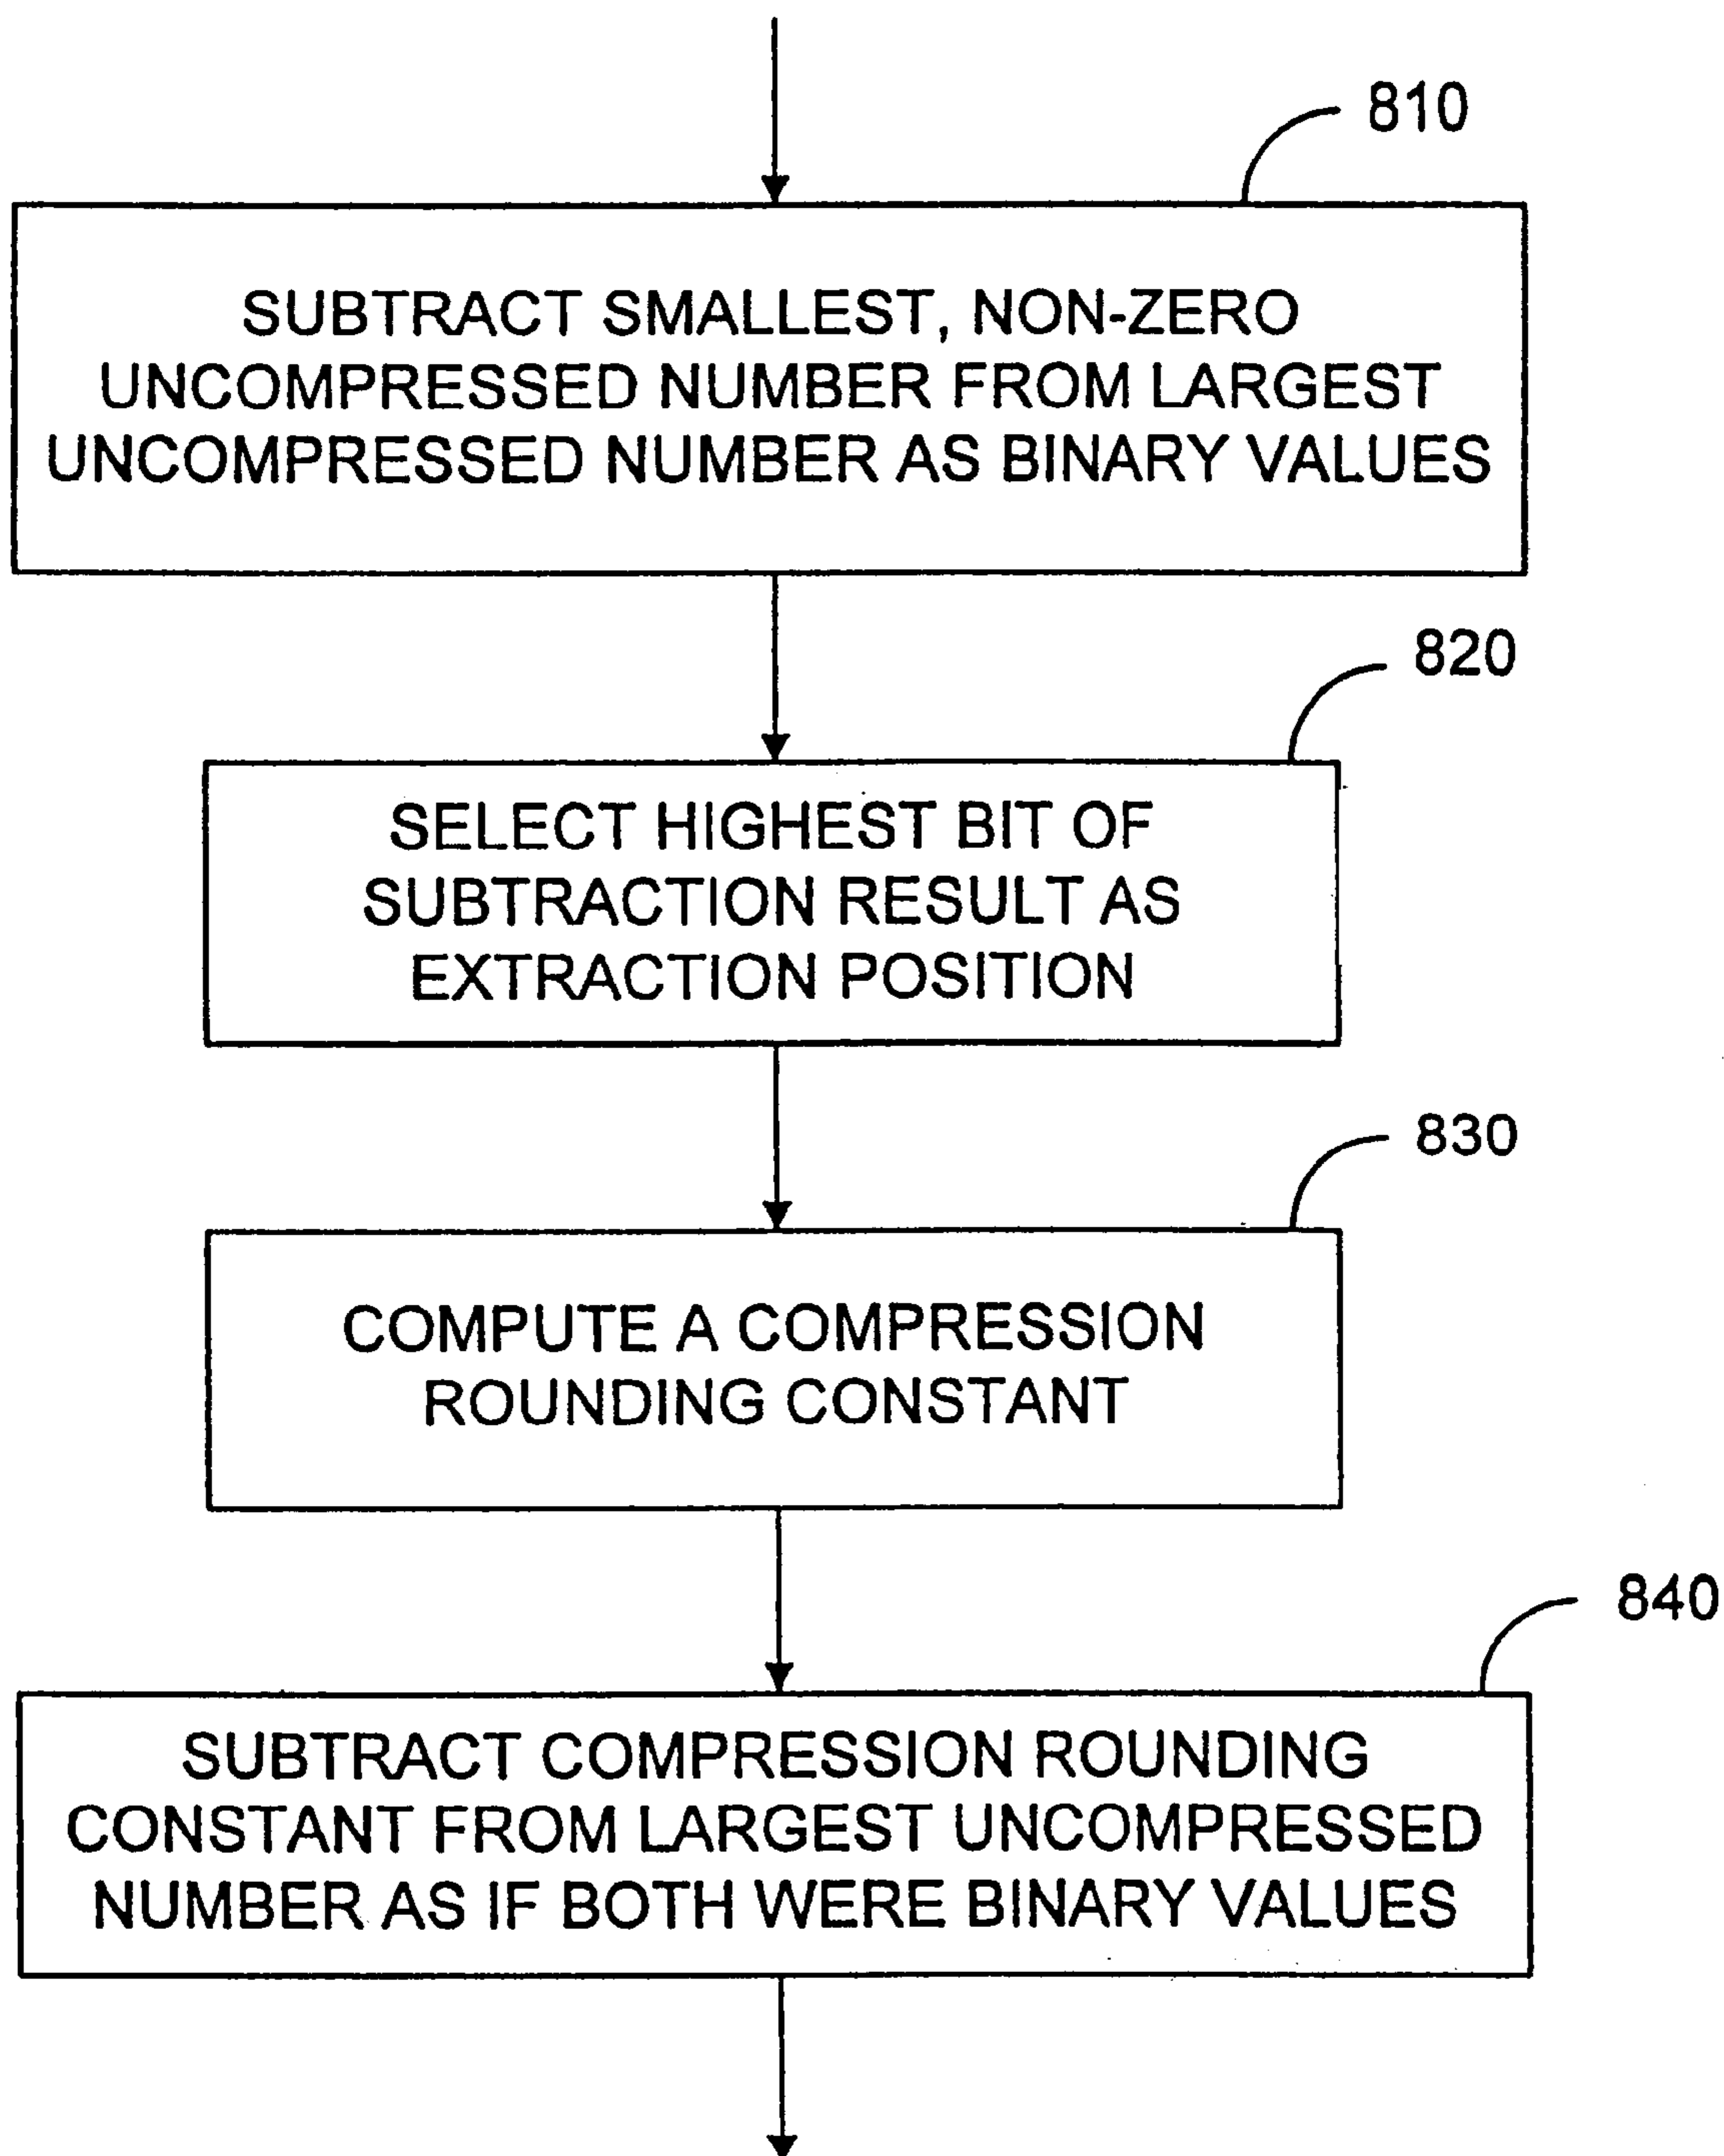 810
SUBTRACT SMALLEST, NON-ZERO
UNCOMPRESSED NUMBER FROM LARGEST
UNCOMPRESSED NUMBER AS BINARY VALUES
820
SELECT HIGHEST BIT OF
SUBTRACTION RESULT AS
EXTRACTION POSITION
830
COMPUTE A COMPRESSION
ROUNDING CONSTANT
840
SUBTRACT COMPRESSION ROUNDING
CONSTANT FROM LARGEST UNCOMPRESSED
NUMBER AS IF BOTH WERE BINARY VALUES